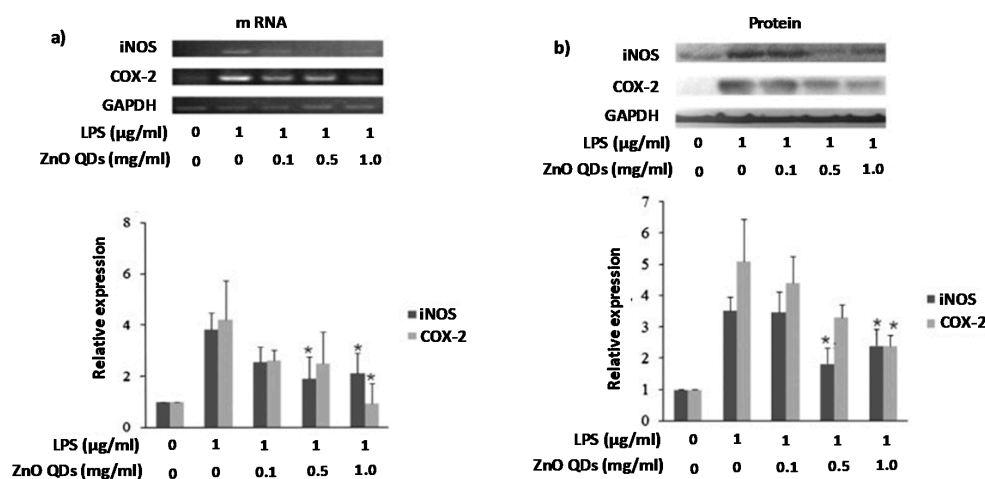 a)
m RNA
iNOS
COX-2
GAPDH
LPS (µg/ml) 0 1 1 1 1
ZnO QDs (mg/ml) 0 0 0.1 0.5 1.0
8
6
4
2
0
Relative expression
* * *
iNOS
COX-2
LPS (µg/ml) 0 1 1 1 1
ZnO QDs (mg/ml) 0 0 0.1 0.5 1.0
b)
Protein
iNOS
COX-2
GAPDH
LPS (µg/ml) 0 1 1 1 1
ZnO QDs (mg/ml) 0 0 0.1 0.5 1.0
7
6
5
4
3
2
1
0
Relative expression
* * *
iNOS
COX-2
LPS (µg/ml) 0 1 1 1 1
ZnO QDs (mg/ml) 0 0 0.1 0.5 1.0